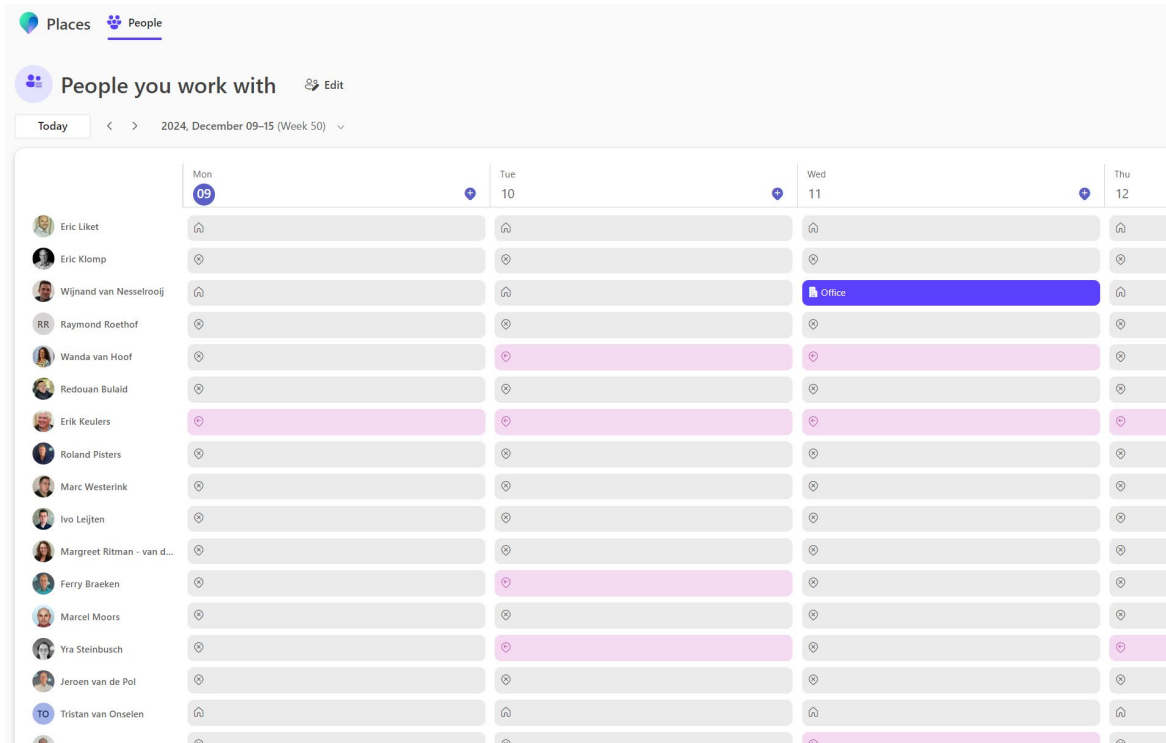 Places People
People you work with Edit
Today 2024, December 09–15 (Week 50)
Mon Tue Wed Thu
09 10 11 12
Eric Liket
Eric Klomp
Wijnand van Nesselrooij Office
RR Raymond Roethof
Wanda van Hoof
Redouan Bulaid
Erik Keulers
Roland Pisters
Marc Westerink
Ivo Leijten
Margreet Ritman - van d...
Ferry Braeken
Marcel Moors
Yra Steinbusch
Jeroen van de Pol
TO Tristan van Onselen